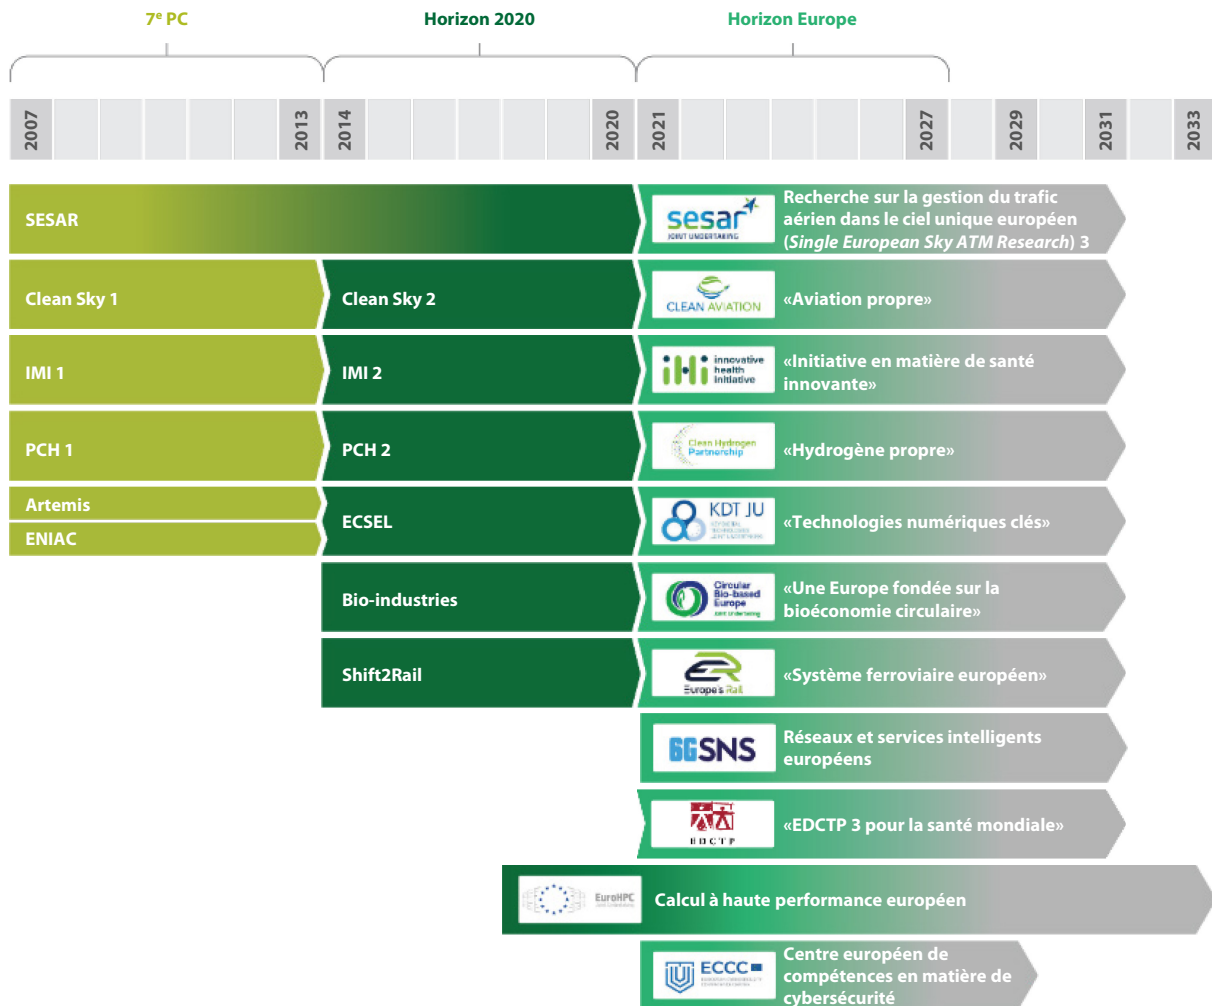 7e PC
Horizon 2020
Horizon Europe
2007
2013
2014
2020
2021
2027
2029
2031
2033
SESAR
sesar
JOINT UNDERTAKING
Recherche sur la gestion du trafic
aérien dans le ciel unique européen
(Single European Sky ATM Research) 3
Clean Sky 1
Clean Sky 2
CLEAN AVIATION
«Aviation propre»
IMI 1
IMI 2
iHi innovative
health
initiative
«Initiative en matière de santé
innovante»
PCH 1
PCH 2
Clean Hydrogen
Partnership
«Hydrogène propre»
Artemis
ENIAC
ECSEL
KDT JU
«Technologies numériques clés»
Bio-industries
Circular
Bio-based
Europe
Joint Undertaking
«Une Europe fondée sur la
bioéconomie circulaire»
Shift2Rail
Europe's Rail
«Système ferroviaire européen»
6GSNS
Réseaux et services intelligents
européens
EDCTP
«EDCTP 3 pour la santé mondiale»
EuroHPC
Calcul à haute performance européen
ECCC
Centre européen de
compétences en matière de
cybersécurité